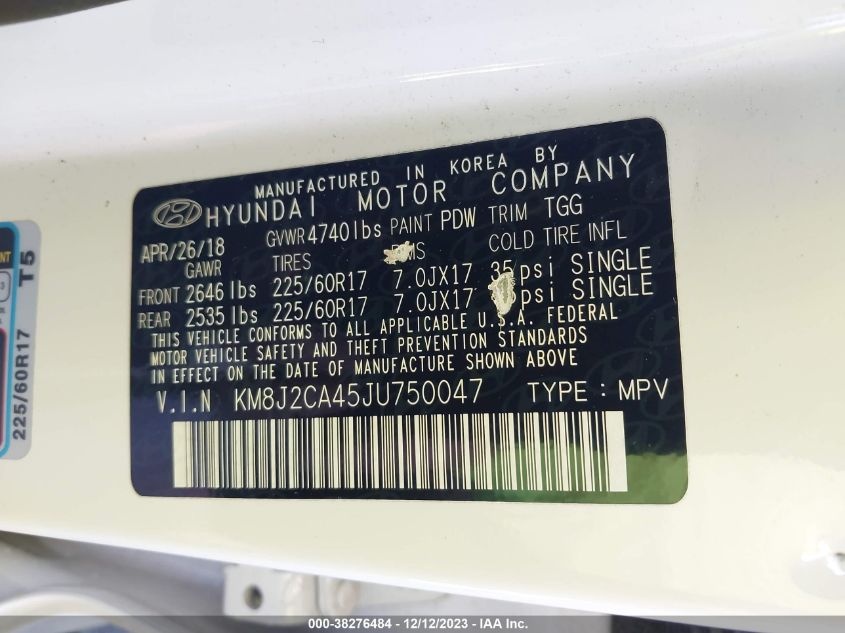 MANUFACTURED IN KOREA BY
HYUNDAI MOTOR COMPANY
APR/26/18 GVWR 4740 lbs PAINT PDW TRIM TGG
GAWR TIRES COLD TIRE INFL
FRONT 2646 lbs 225/60R17 7.0JX17 35psi SINGLE
REAR 2535 lbs 225/60R17 7.0JX17 psi SINGLE
THIS VEHICLE CONFORMS TO ALL APPLICABLE U.S.A. FEDERAL
MOTOR VEHICLE SAFETY AND THEFT PREVENTION STANDARDS
IN EFFECT ON THE DATE OF MANUFACTURE SHOWN ABOVE
V.I.N KM8J2CA45JU750047 TYPE : MPV
225/60R17 T5
000-38276484 - 12/12/2023 - IAA Inc.